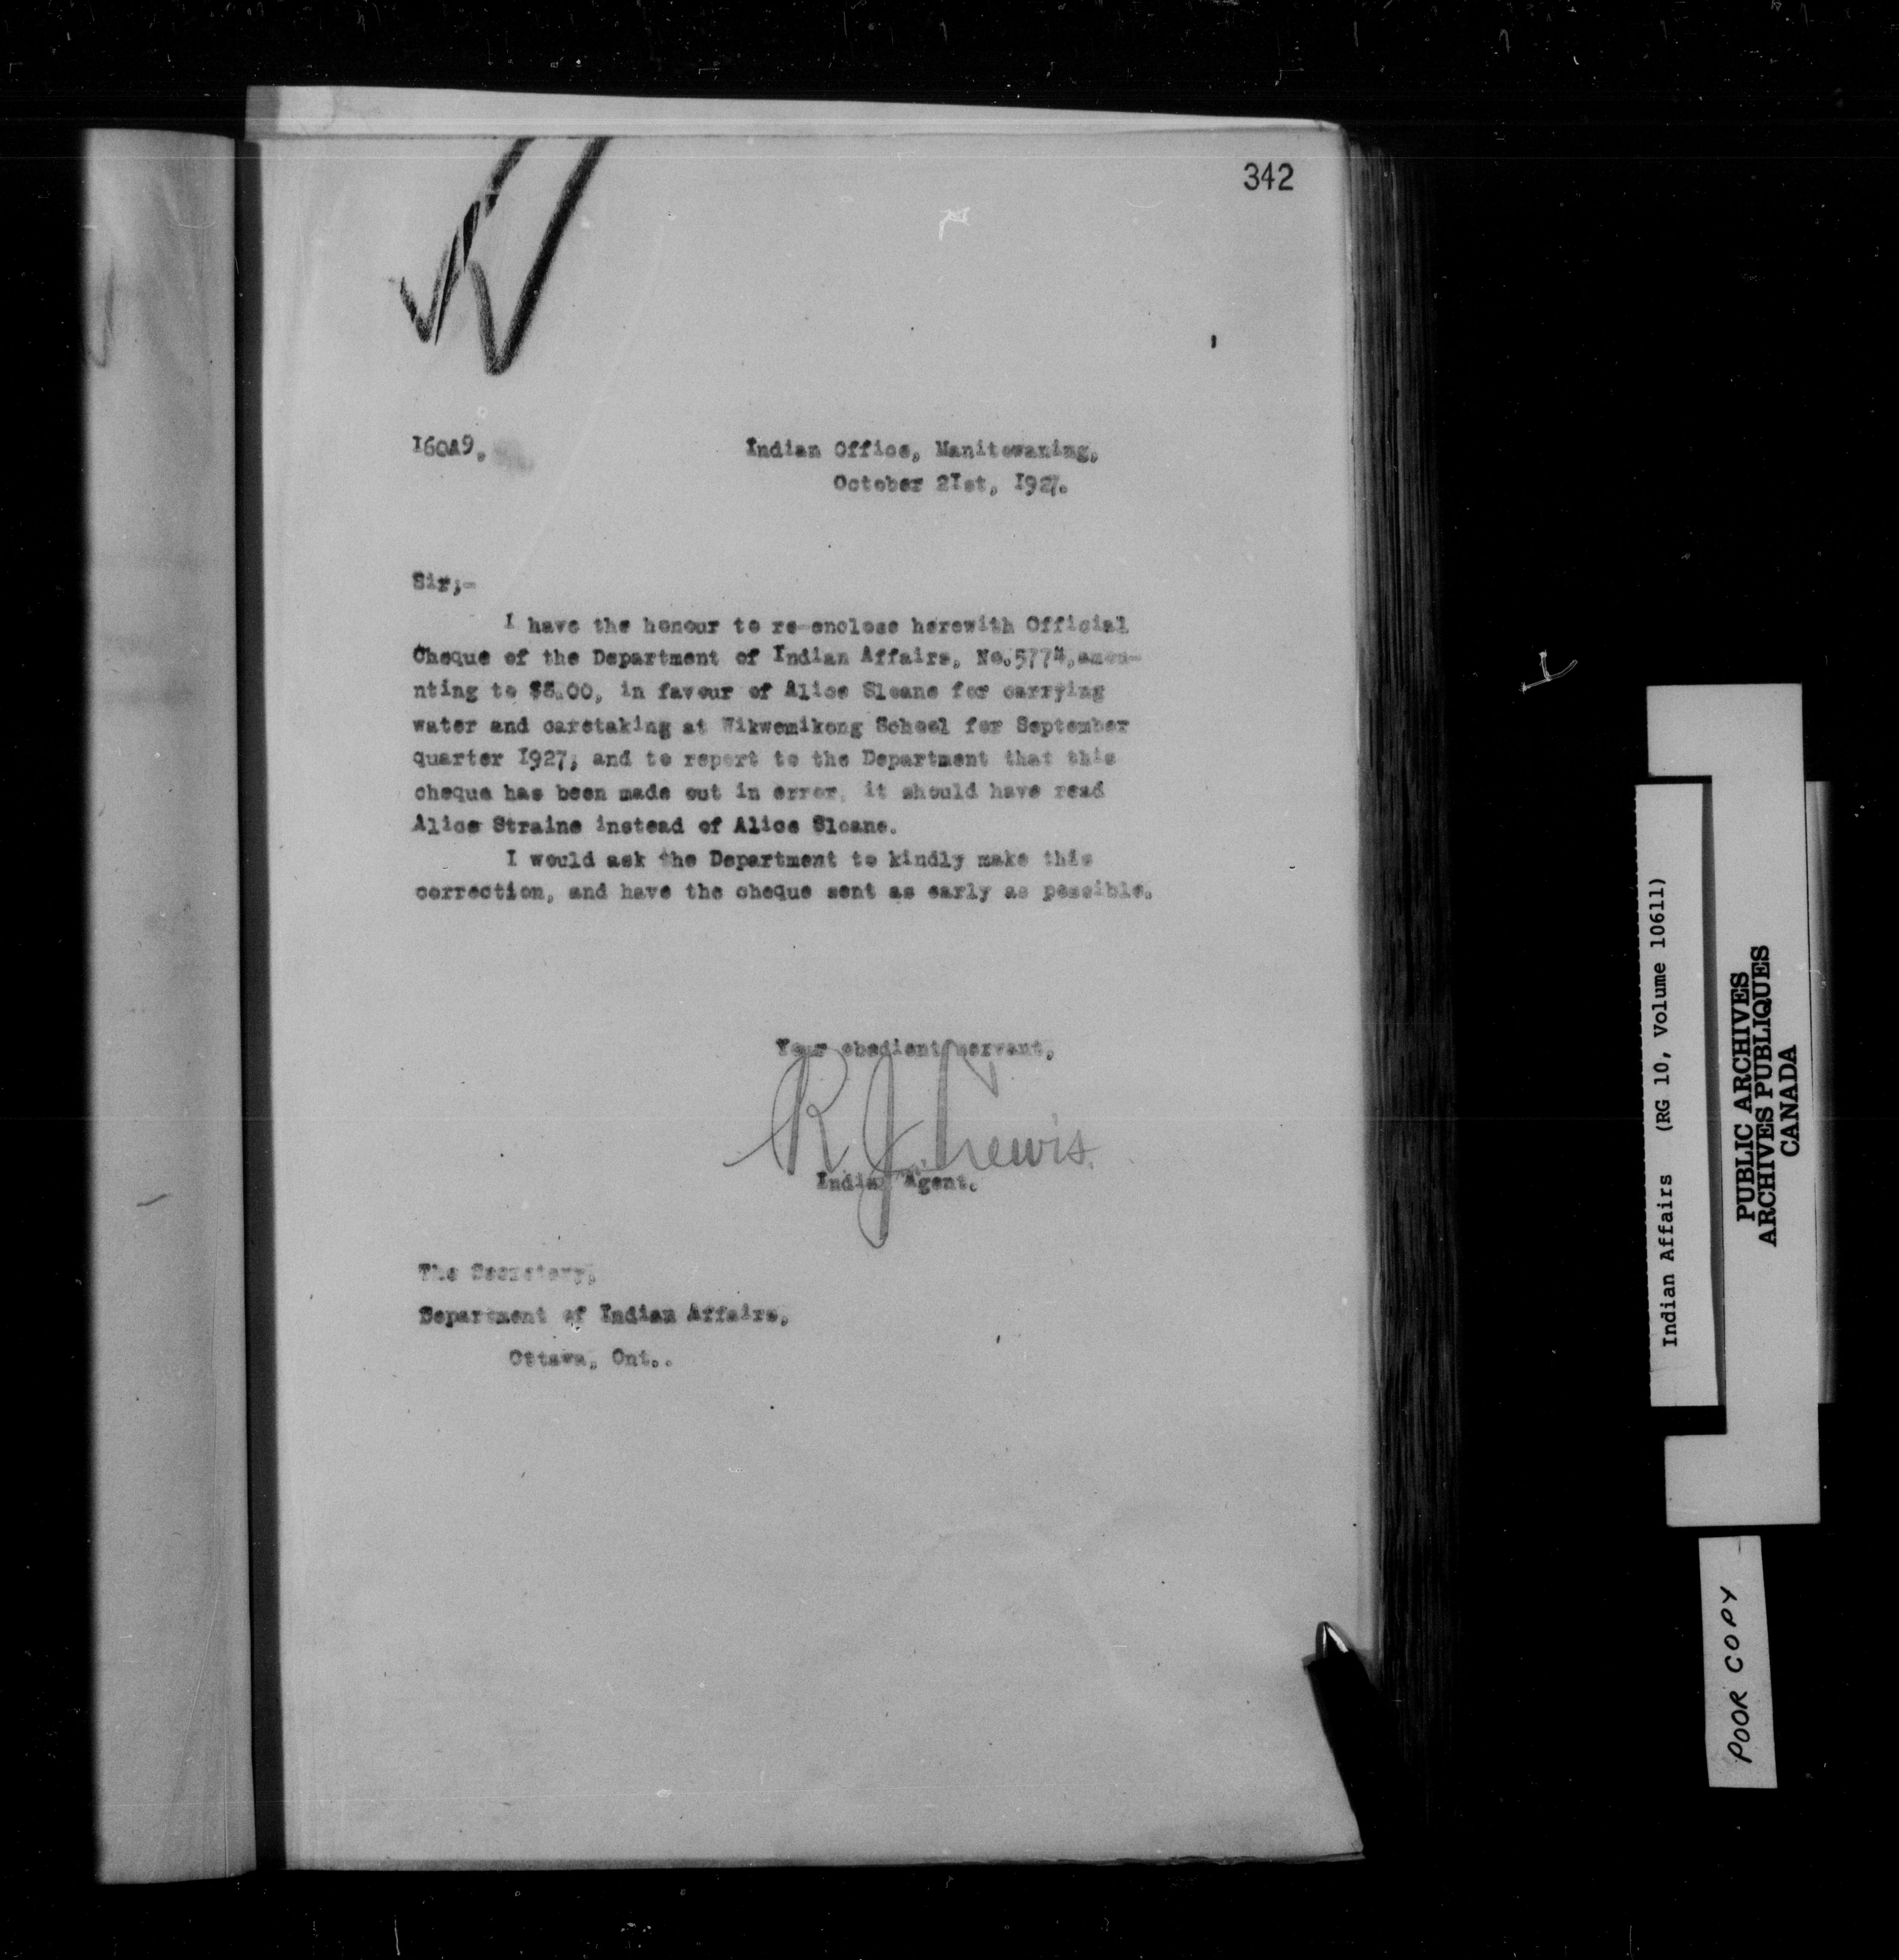 342
I60A9.
Indian Office, Manitowaning,
October 2Ist, I927.
Sir;-
I have the honour to re-enclose herewith Official
Cheque of the Department of Indian Affairs, No.5774, amou-
nting to $8.00, in favour of Alice Sloane for carrying
water and caretaking at Wikwemikong School for September
quarter I927, and to report to the Department that this
cheque has been made out in error, it should have read
Alice Straine instead of Alice Sloane.
I would ask the Department to kindly make this
correction, and have the cheque sent as early as possible.
Your obedient servant,
R J Lewis.
Indian Agent.
The Secretary,
Department of Indian Affairs,
Ottawa, Ont..
Indian Affairs (RG 10, Volume 10611)
PUBLIC ARCHIVES
ARCHIVES PUBLIQUES
CANADA
POOR COPY